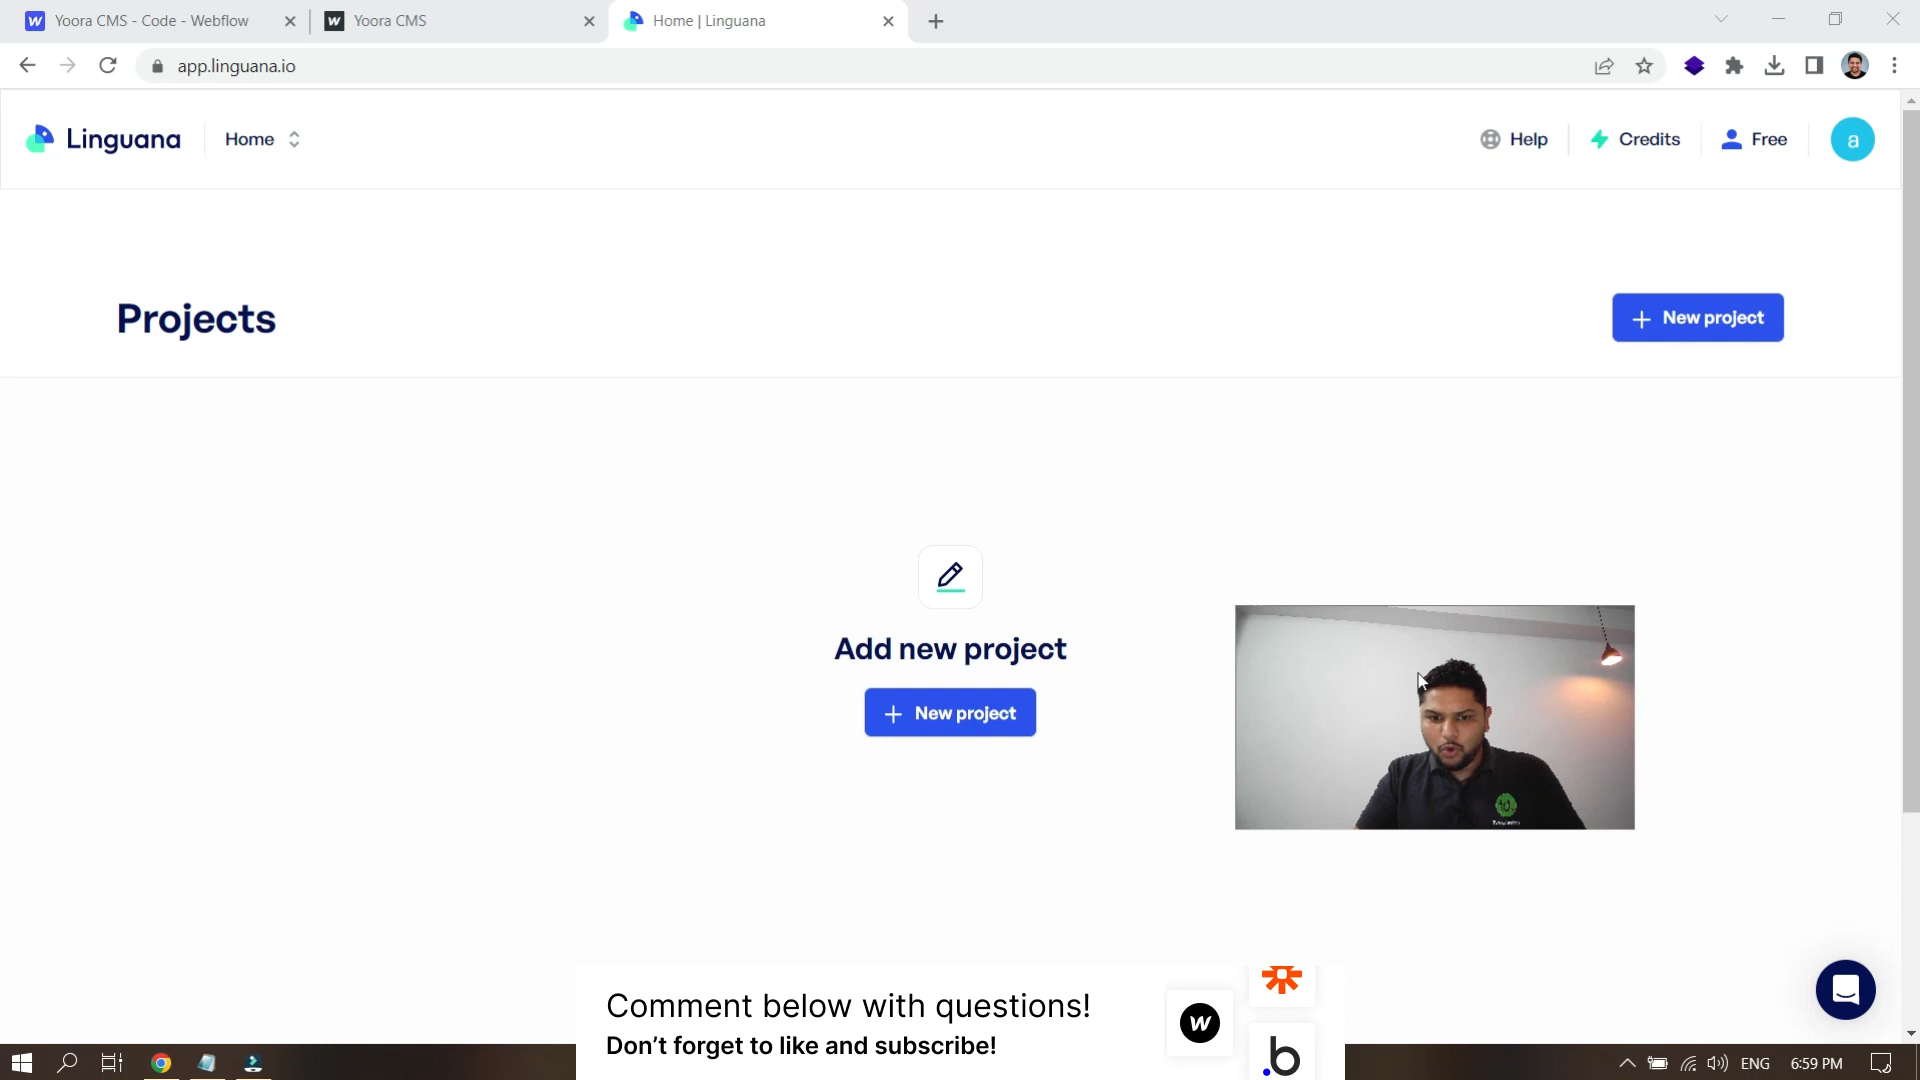 Yoora CMS - Code - Webflow
Yoora CMS
Home | Linguana
app.linguana.io
Linguana
Home
Help
Credits
Free
a
Projects
New project
Add new project
New project
Comment below with questions!
Don't forget to like and subscribe!
ENG
6:59 PM